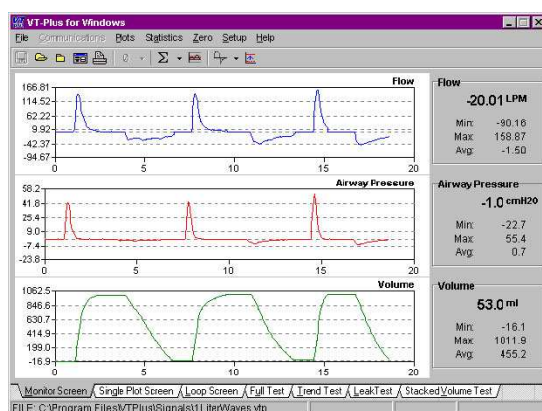 VT-Plus for Windows
File Communications Plots Statistics Zero Setup Help
Flow
166.81
114.52
62.22
9.92
-42.37
-94.67
0 5 10 15 20
Flow
-20.01 LPM
Min: -90.16
Max: 158.87
Avg: -1.50
Airway Pressure
58.2
41.8
25.4
9.0
-7.4
-23.8
0 5 10 15 20
Airway Pressure
-1.0 cmH2O
Min: -22.7
Max: 55.4
Avg: 0.7
Volume
1062.5
846.6
630.7
414.9
199.0
-16.9
0 5 10 15 20
Volume
53.0 ml
Min: -16.1
Max: 1011.9
Avg: 455.2
Monitor Screen Single Plot Screen Loop Screen Full Test Trend Test LeakTest Stacked Volume Test
FILE: C:\Program Files\VTPlus\Signals\1LiterWaves.vtp